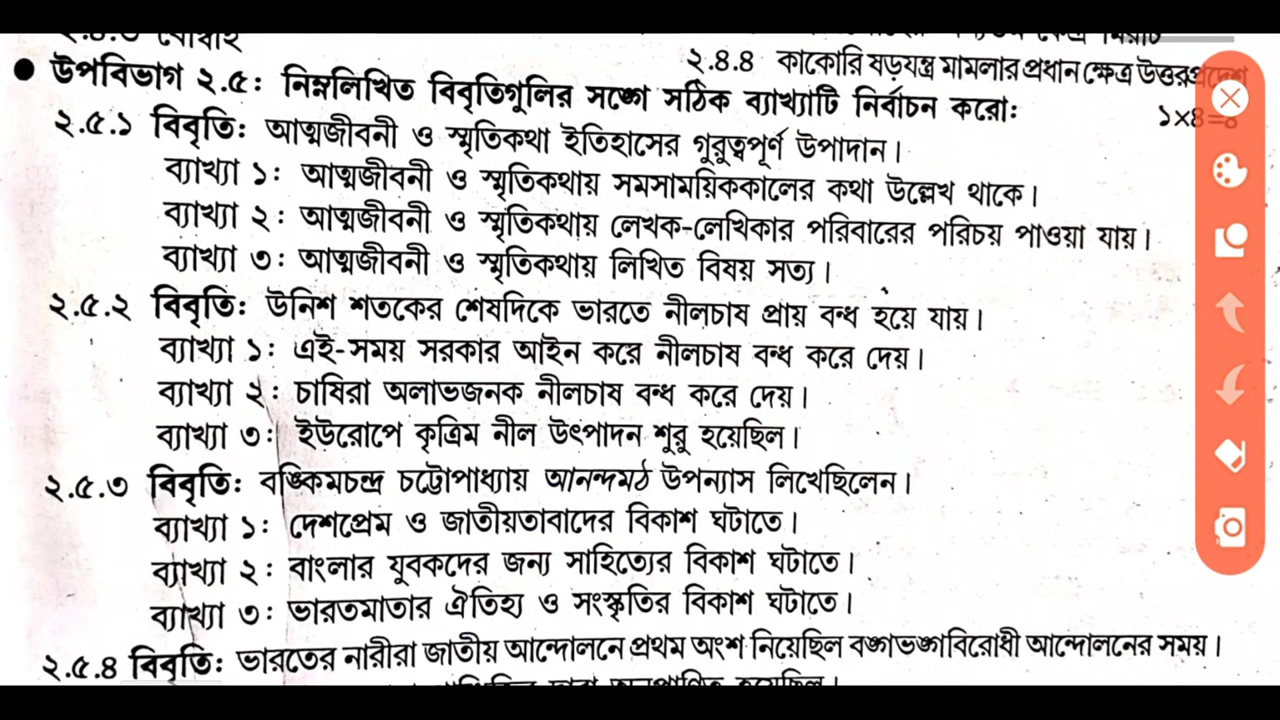 ২.৪.৪ কাকোরি ষড়যন্ত্র মামলার প্রধান ক্ষেত্র উত্তরপ্রদেশ
● উপবিভাগ ২.৫ : নিম্নলিখিত বিবৃতিগুলির সঙ্গে সঠিক ব্যাখ্যাটি নির্বাচন করো:
১×৪=৪
২.৫.১ বিবৃতি: আত্মজীবনী ও স্মৃতিকথা ইতিহাসের গুরুত্বপূর্ণ উপাদান।
ব্যাখ্যা ১: আত্মজীবনী ও স্মৃতিকথায় সমসাময়িককালের কথা উল্লেখ থাকে।
ব্যাখ্যা ২: আত্মজীবনী ও স্মৃতিকথায় লেখক-লেখিকার পরিবারের পরিচয় পাওয়া যায়।
ব্যাখ্যা ৩: আত্মজীবনী ও স্মৃতিকথায় লিখিত বিষয় সত্য।
২.৫.২ বিবৃতি: উনিশ শতকের শেষদিকে ভারতে নীলচাষ প্রায় বন্ধ হয়ে যায়।
ব্যাখ্যা ১: এই-সময় সরকার আইন করে নীলচাষ বন্ধ করে দেয়।
ব্যাখ্যা ২: চাষিরা অলাভজনক নীলচাষ বন্ধ করে দেয়।
ব্যাখ্যা ৩: ইউরোপে কৃত্রিম নীল উৎপাদন শুরু হয়েছিল।
২.৫.৩ বিবৃতি: বঙ্কিমচন্দ্র চট্টোপাধ্যায় আনন্দমঠ উপন্যাস লিখেছিলেন।
ব্যাখ্যা ১: দেশপ্রেম ও জাতীয়তাবাদের বিকাশ ঘটাতে।
ব্যাখ্যা ২: বাংলার যুবকদের জন্য সাহিত্যের বিকাশ ঘটাতে।
ব্যাখ্যা ৩: ভারতমাতার ঐতিহ্য ও সংস্কৃতির বিকাশ ঘটাতে।
২.৫.৪ বিবৃতি: ভারতের নারীরা জাতীয় আন্দোলনে প্রথম অংশ নিয়েছিল বঙ্গভঙ্গবিরোধী আন্দোলনের সময়।